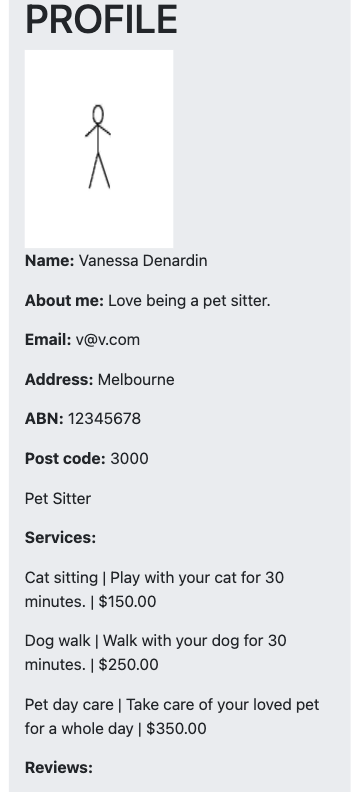 PROFILE
Name: Vanessa Denardin
About me: Love being a pet sitter.
Email: v@v.com
Address: Melbourne
ABN: 12345678
Post code: 3000
Pet Sitter
Services:
Cat sitting | Play with your cat for 30
minutes. | $150.00
Dog walk | Walk with your dog for 30
minutes. | $250.00
Pet day care | Take care of your loved pet
for a whole day | $350.00
Reviews: